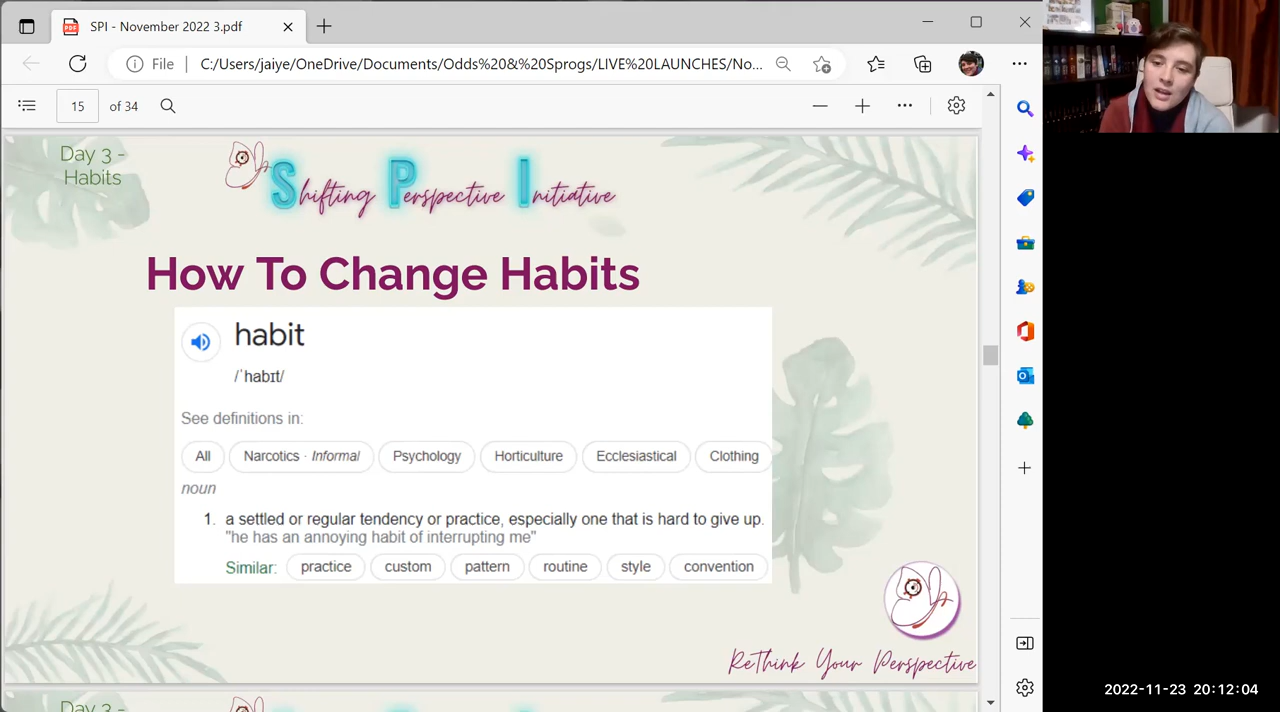 SPI - November 2022 3.pdf
File
C:/Users/jaiye/OneDrive/Documents/Odds%20&%20Sprogs/LIVE%20LAUNCHES/No...
15 of 34
Day 3 -
Habits
Shifting Perspective Initiative
How To Change Habits
habit
/ˈhabɪt/
See definitions in:
All Narcotics · Informal Psychology Horticulture Ecclesiastical Clothing
noun
1. a settled or regular tendency or practice, especially one that is hard to give up.
"he has an annoying habit of interrupting me"
Similar: practice custom pattern routine style convention
ReThink Your Perspective
2022-11-23 20:12:04
Day 3 -